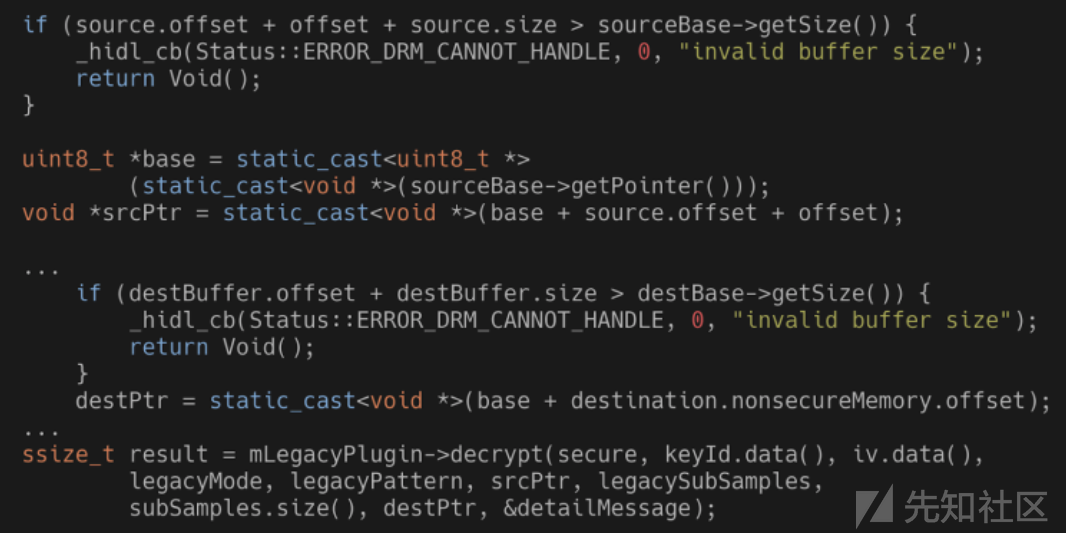 if (source.offset + offset + source.size > sourceBase->getSize()) {
    _hidl_cb(Status::ERROR_DRM_CANNOT_HANDLE, 0, "invalid buffer size");
    return Void();
}

uint8_t *base = static_cast<uint8_t *>
        (static_cast<void *>(sourceBase->getPointer()));
void *srcPtr = static_cast<void *>(base + source.offset + offset);

...
    if (destBuffer.offset + destBuffer.size > destBase->getSize()) {
        _hidl_cb(Status::ERROR_DRM_CANNOT_HANDLE, 0, "invalid buffer size");
        return Void();
    }
    destPtr = static_cast<void *>(base + destination.nonsecureMemory.offset);
...
ssize_t result = mLegacyPlugin->decrypt(secure, keyId.data(), iv.data(),
        legacyMode, legacyPattern, srcPtr, legacySubSamples,
        subSamples.size(), destPtr, &detailMessage);
先知社区